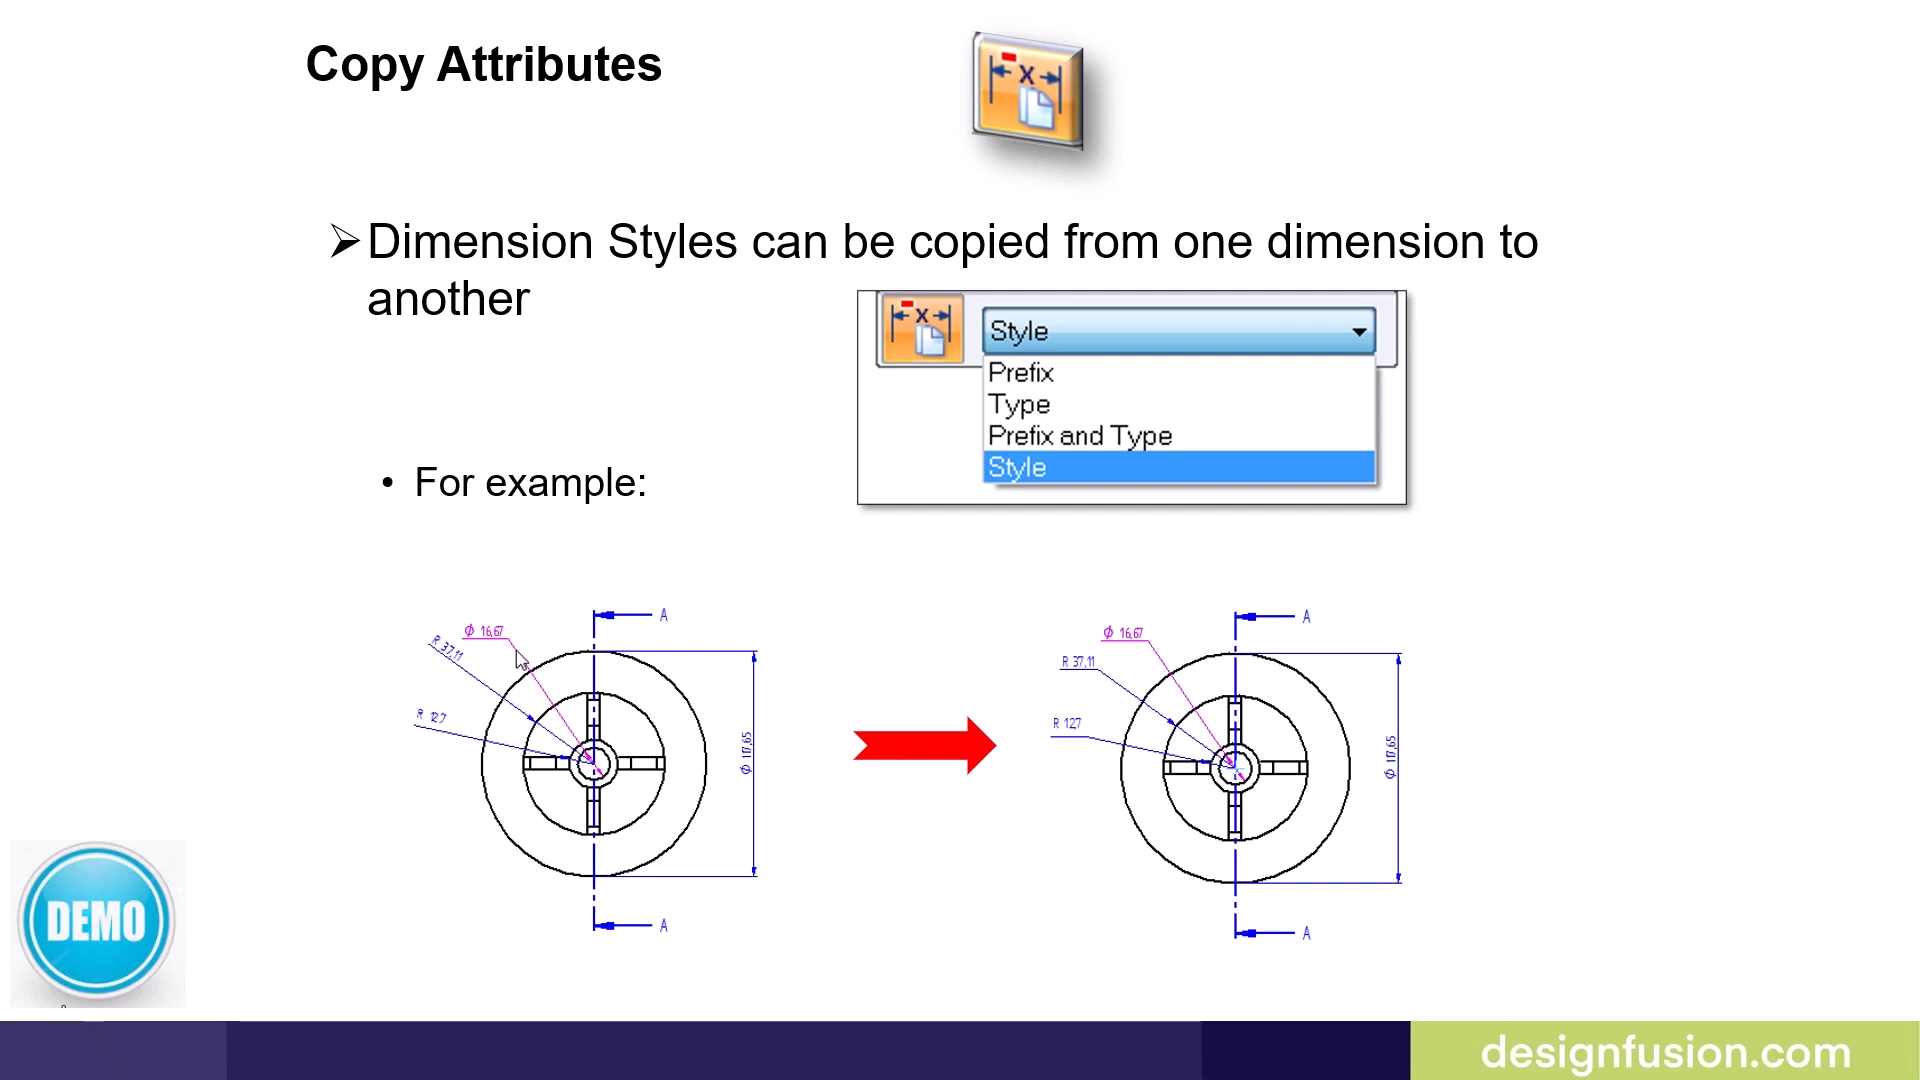 Copy Attributes
X
➢Dimension Styles can be copied from one dimension to
another
X
Style
Prefix
Type
Prefix and Type
Style
• For example:
A
Φ 16,67
R 37,11
R 12,7
Φ 117,65
A
A
Φ 16,67
R 37,11
R 12,7
Φ 117,65
A
DEMO
designfusion.com